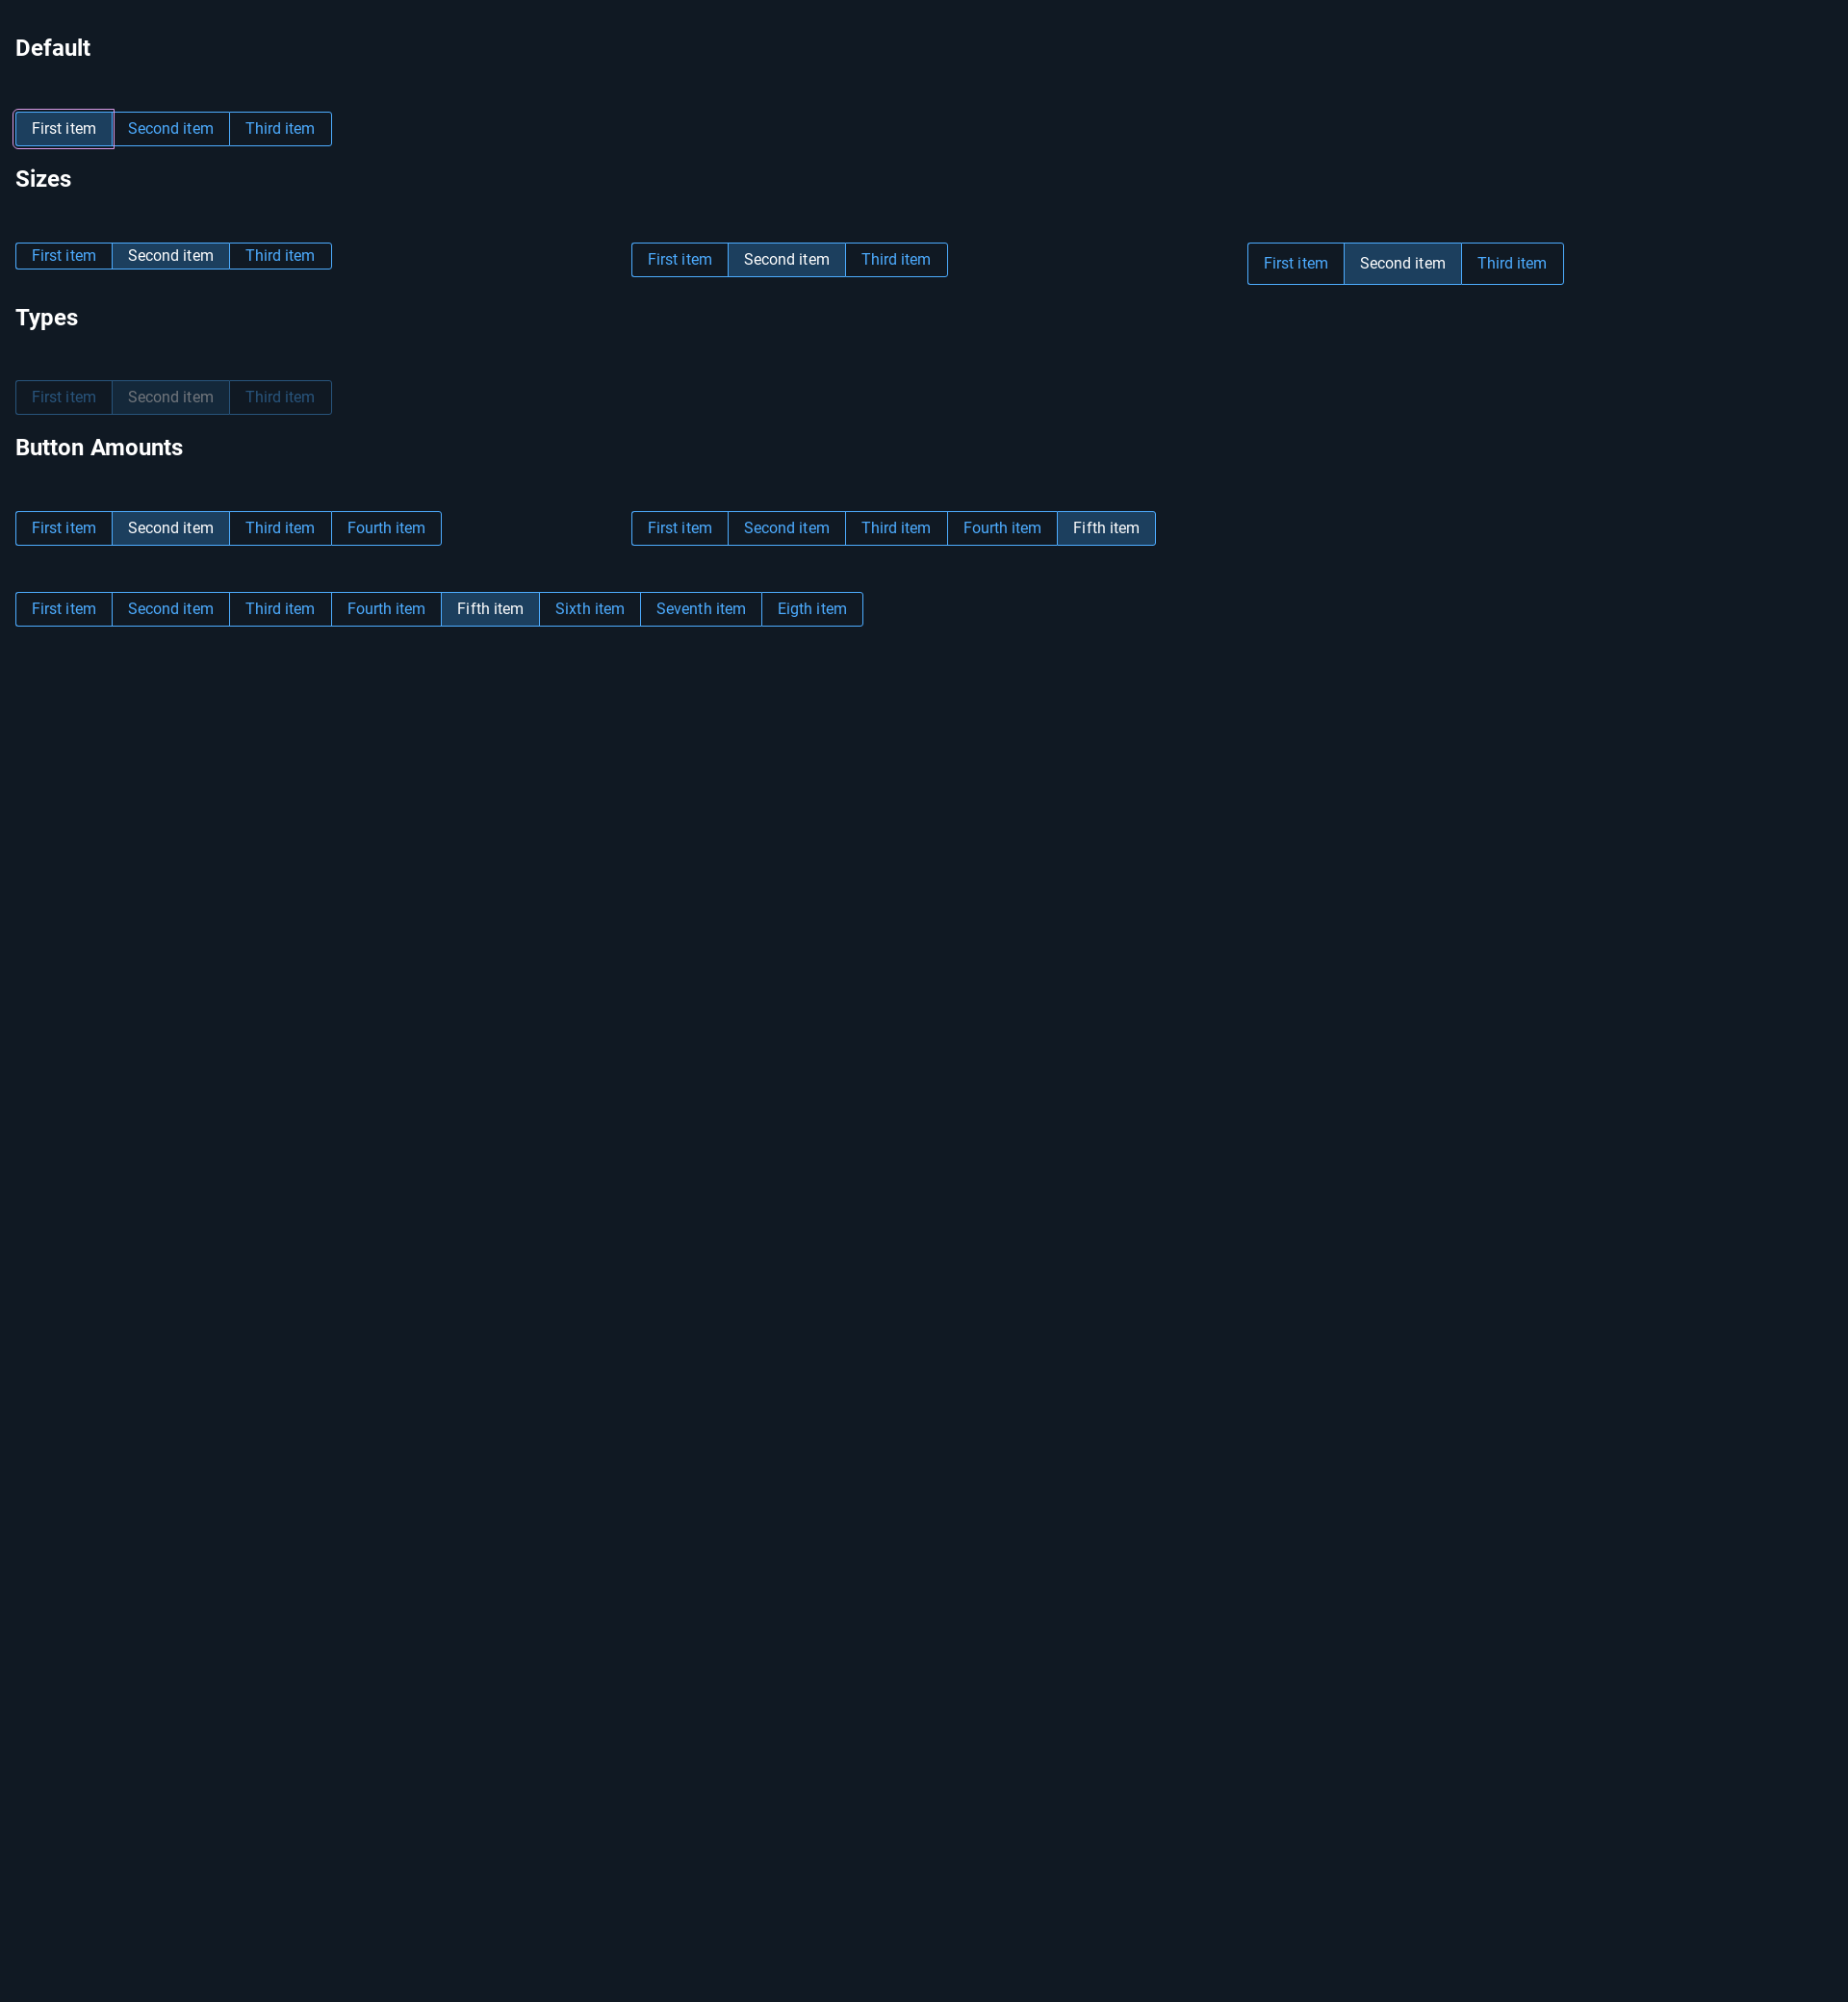 Default
First item Second item Third item
Sizes
First item Second item Third item First item Second item Third item First item Second item Third item
Types
First item Second item Third item
Button Amounts
First item Second item Third item Fourth item First item Second item Third item Fourth item Fifth item
First item Second item Third item Fourth item Fifth item Sixth item Seventh item Eigth item